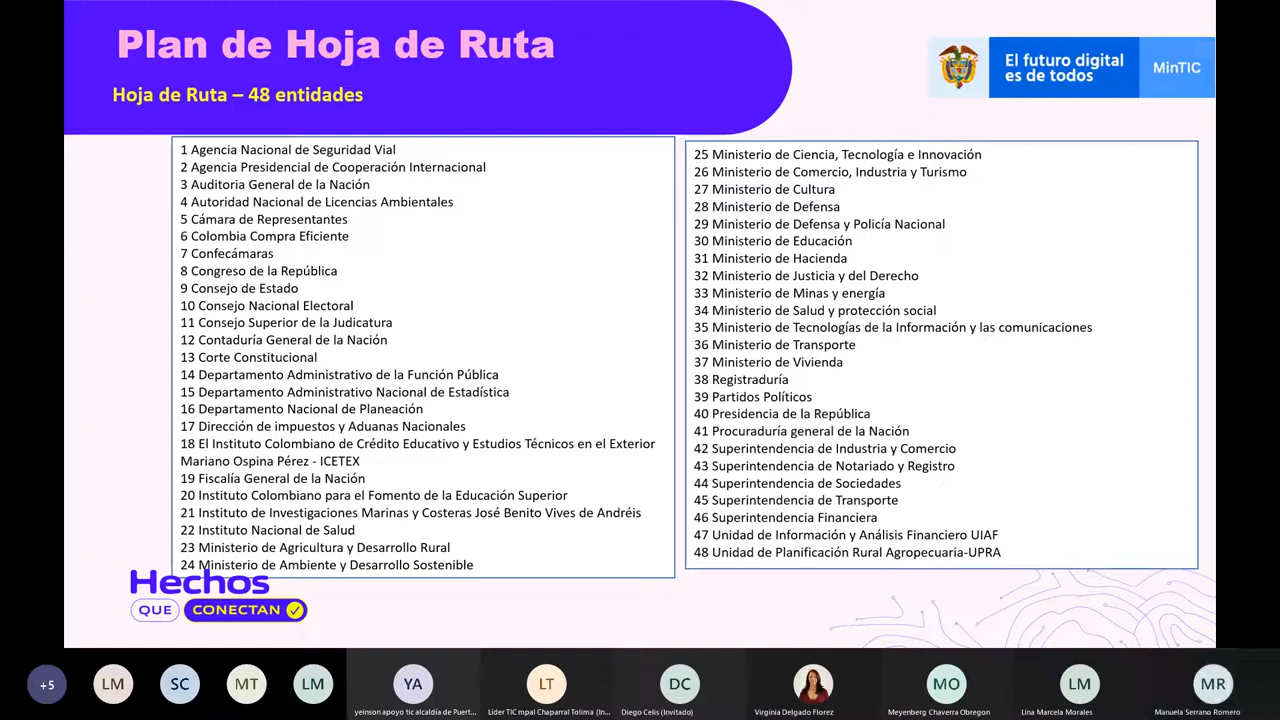 Plan de Hoja de Ruta
Hoja de Ruta – 48 entidades
El futuro digital
es de todos
MinTIC
1 Agencia Nacional de Seguridad Vial
2 Agencia Presidencial de Cooperación Internacional
3 Auditoria General de la Nación
4 Autoridad Nacional de Licencias Ambientales
5 Cámara de Representantes
6 Colombia Compra Eficiente
7 Confecámaras
8 Congreso de la República
9 Consejo de Estado
10 Consejo Nacional Electoral
11 Consejo Superior de la Judicatura
12 Contaduría General de la Nación
13 Corte Constitucional
14 Departamento Administrativo de la Función Pública
15 Departamento Administrativo Nacional de Estadística
16 Departamento Nacional de Planeación
17 Dirección de impuestos y Aduanas Nacionales
18 El Instituto Colombiano de Crédito Educativo y Estudios Técnicos en el Exterior
Mariano Ospina Pérez - ICETEX
19 Fiscalía General de la Nación
20 Instituto Colombiano para el Fomento de la Educación Superior
21 Instituto de Investigaciones Marinas y Costeras José Benito Vives de Andréis
22 Instituto Nacional de Salud
23 Ministerio de Agricultura y Desarrollo Rural
24 Ministerio de Ambiente y Desarrollo Sostenible
25 Ministerio de Ciencia, Tecnología e Innovación
26 Ministerio de Comercio, Industria y Turismo
27 Ministerio de Cultura
28 Ministerio de Defensa
29 Ministerio de Defensa y Policía Nacional
30 Ministerio de Educación
31 Ministerio de Hacienda
32 Ministerio de Justicia y del Derecho
33 Ministerio de Minas y energía
34 Ministerio de Salud y protección social
35 Ministerio de Tecnologías de la Información y las comunicaciones
36 Ministerio de Transporte
37 Ministerio de Vivienda
38 Registraduría
39 Partidos Políticos
40 Presidencia de la República
41 Procuraduría general de la Nación
42 Superintendencia de Industria y Comercio
43 Superintendencia de Notariado y Registro
44 Superintendencia de Sociedades
45 Superintendencia de Transporte
46 Superintendencia Financiera
47 Unidad de Información y Análisis Financiero UIAF
48 Unidad de Planificación Rural Agropecuaria-UPRA
Hechos
QUE CONECTAN
+5 LM SC MT LM YA LT DC MO LM MR
yeinson apoyo tic alcaldía de Puert...
Líder TIC mpal Chaparral Tolima (In...
Diego Celis (Invitado)
Virginia Delgado Florez
Meyenberg Chaverra Obregon
Lina Marcela Morales
Manuela Serrano Romero